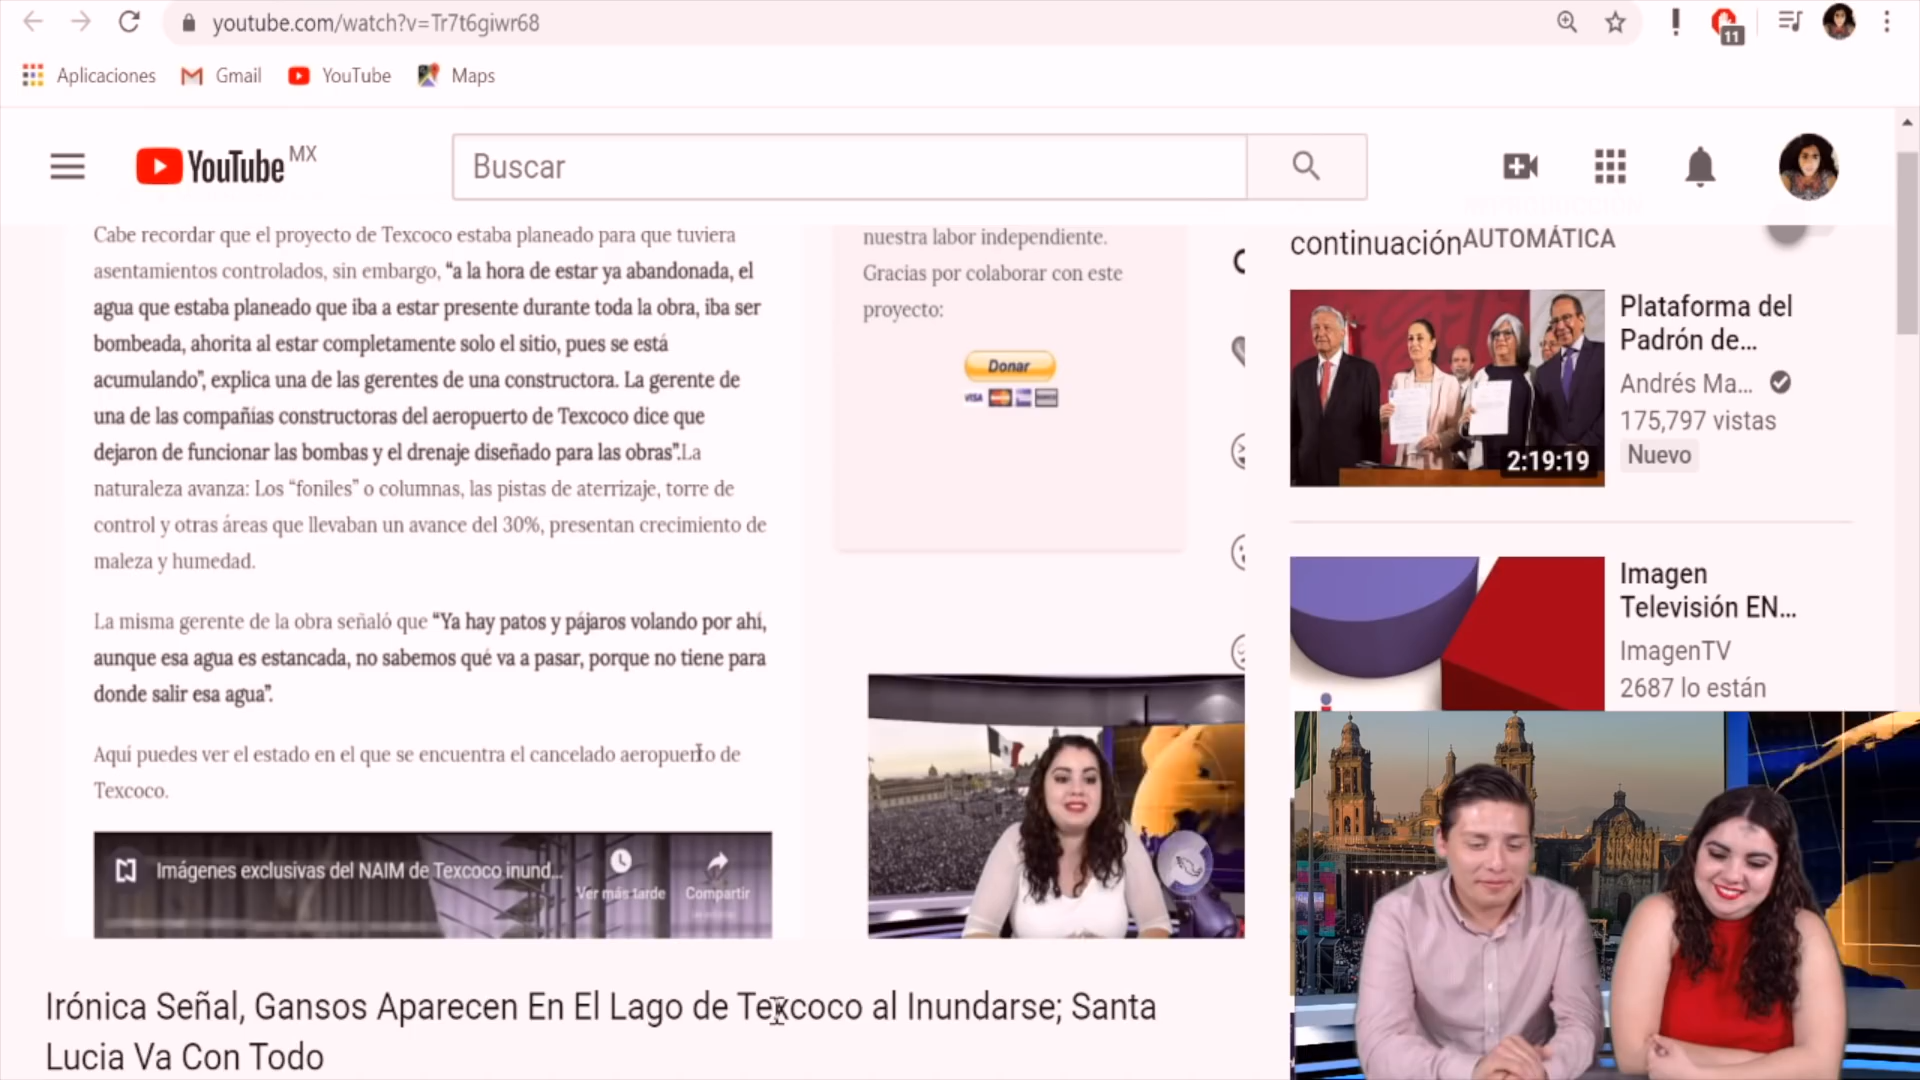 youtube.com/watch?v=Tr7t6giwr68
11
Aplicaciones
Gmail
YouTube
Maps
YouTube MX
Buscar
Cabe recordar que el proyecto de Texcoco estaba planeado para que tuviera
asentamientos controlados, sin embargo, “a la hora de estar ya abandonada, el
agua que estaba planeado que iba a estar presente durante toda la obra, iba ser
bombeada, ahorita al estar completamente solo el sitio, pues se está
acumulando”, explica una de las gerentes de una constructora. La gerente de
una de las compañías constructoras del aeropuerto de Texcoco dice que
dejaron de funcionar las bombas y el drenaje diseñado para las obras”.La
naturaleza avanza: Los “foniles” o columnas, las pistas de aterrizaje, torre de
control y otras áreas que llevaban un avance del 30%, presentan crecimiento de
maleza y humedad.
La misma gerente de la obra señaló que “Ya hay patos y pájaros volando por ahí,
aunque esa agua es estancada, no sabemos qué va a pasar, porque no tiene para
donde salir esa agua”.
Aquí puedes ver el estado en el que se encuentra el cancelado aeropuerto de
Texcoco.
Imágenes exclusivas del NAIM de Texcoco inund...
Ver más tarde
Compartir
nuestra labor independiente.
Gracias por colaborar con este
proyecto:
Donar
VISA
continuación
AUTOMÁTICA
2:19:19
Plataforma del
Padrón de...
Andrés Ma...
175,797 vistas
Nuevo
Imagen
Televisión EN...
ImagenTV
2687 lo están
Irónica Señal, Gansos Aparecen En El Lago de Texcoco al Inundarse; Santa
Lucia Va Con Todo